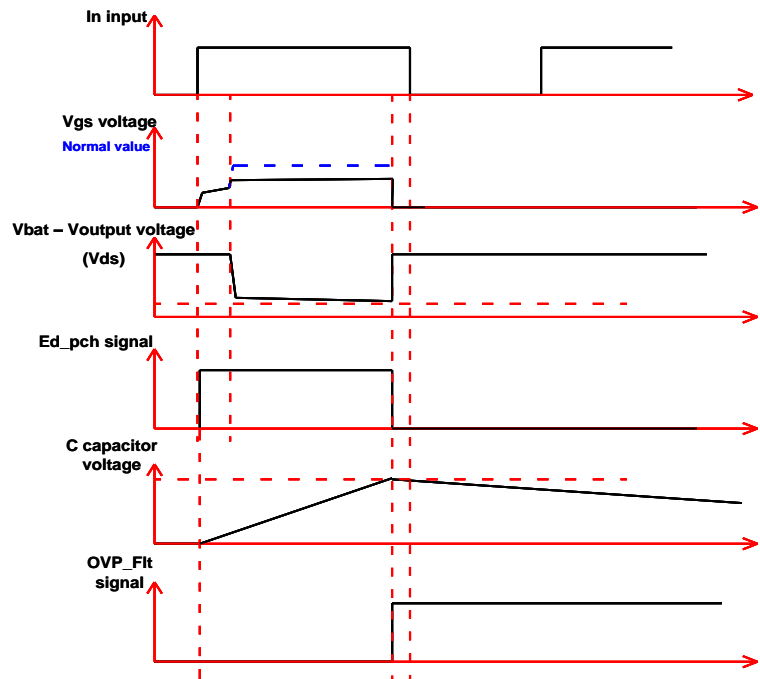 In input
Vgs voltage
Normal value
Vbat – Voutput voltage
(Vds)
Ed_pch signal
C capacitor
voltage
OVP_Flt
signal